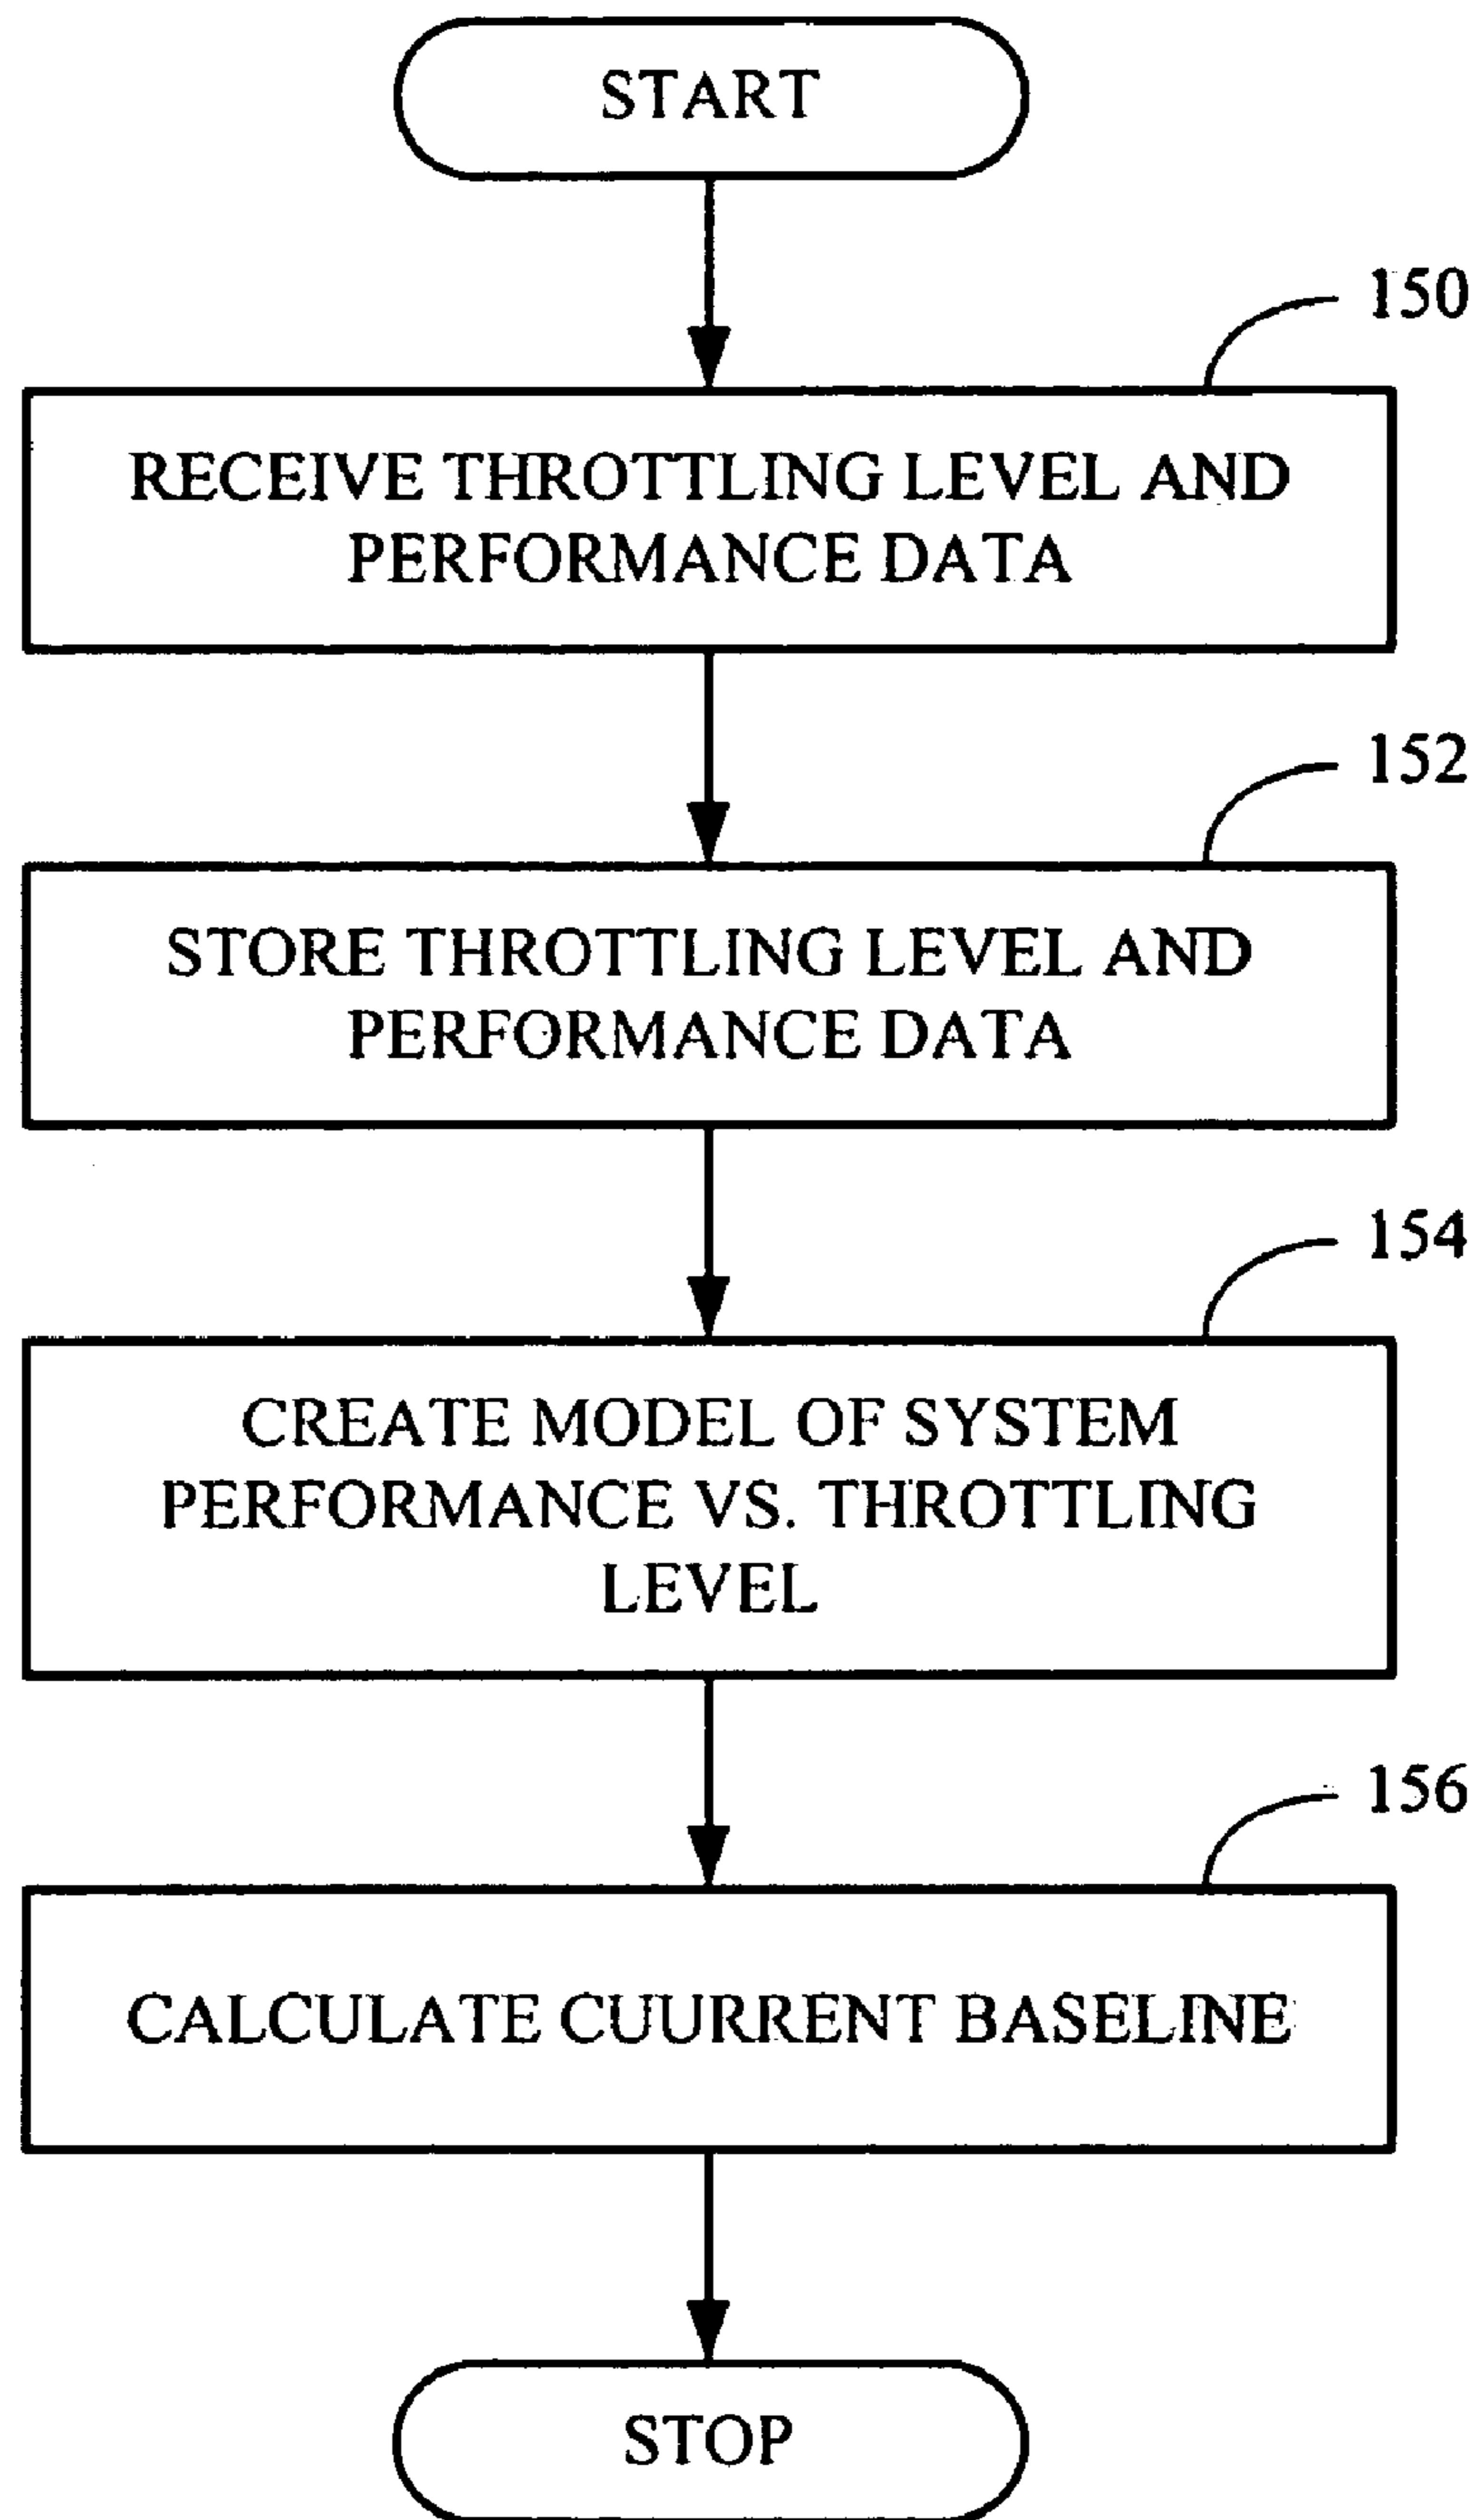 START
150
RECEIVE THROTTLING LEVEL AND
PERFORMANCE DATA
152
STORE THROTTLING LEVEL AND
PERFORMANCE DATA
154
CREATE MODEL OF SYSTEM
PERFORMANCE VS. THROTTLING
LEVEL
156
CALCULATE CUURRENT BASELINE
STOP